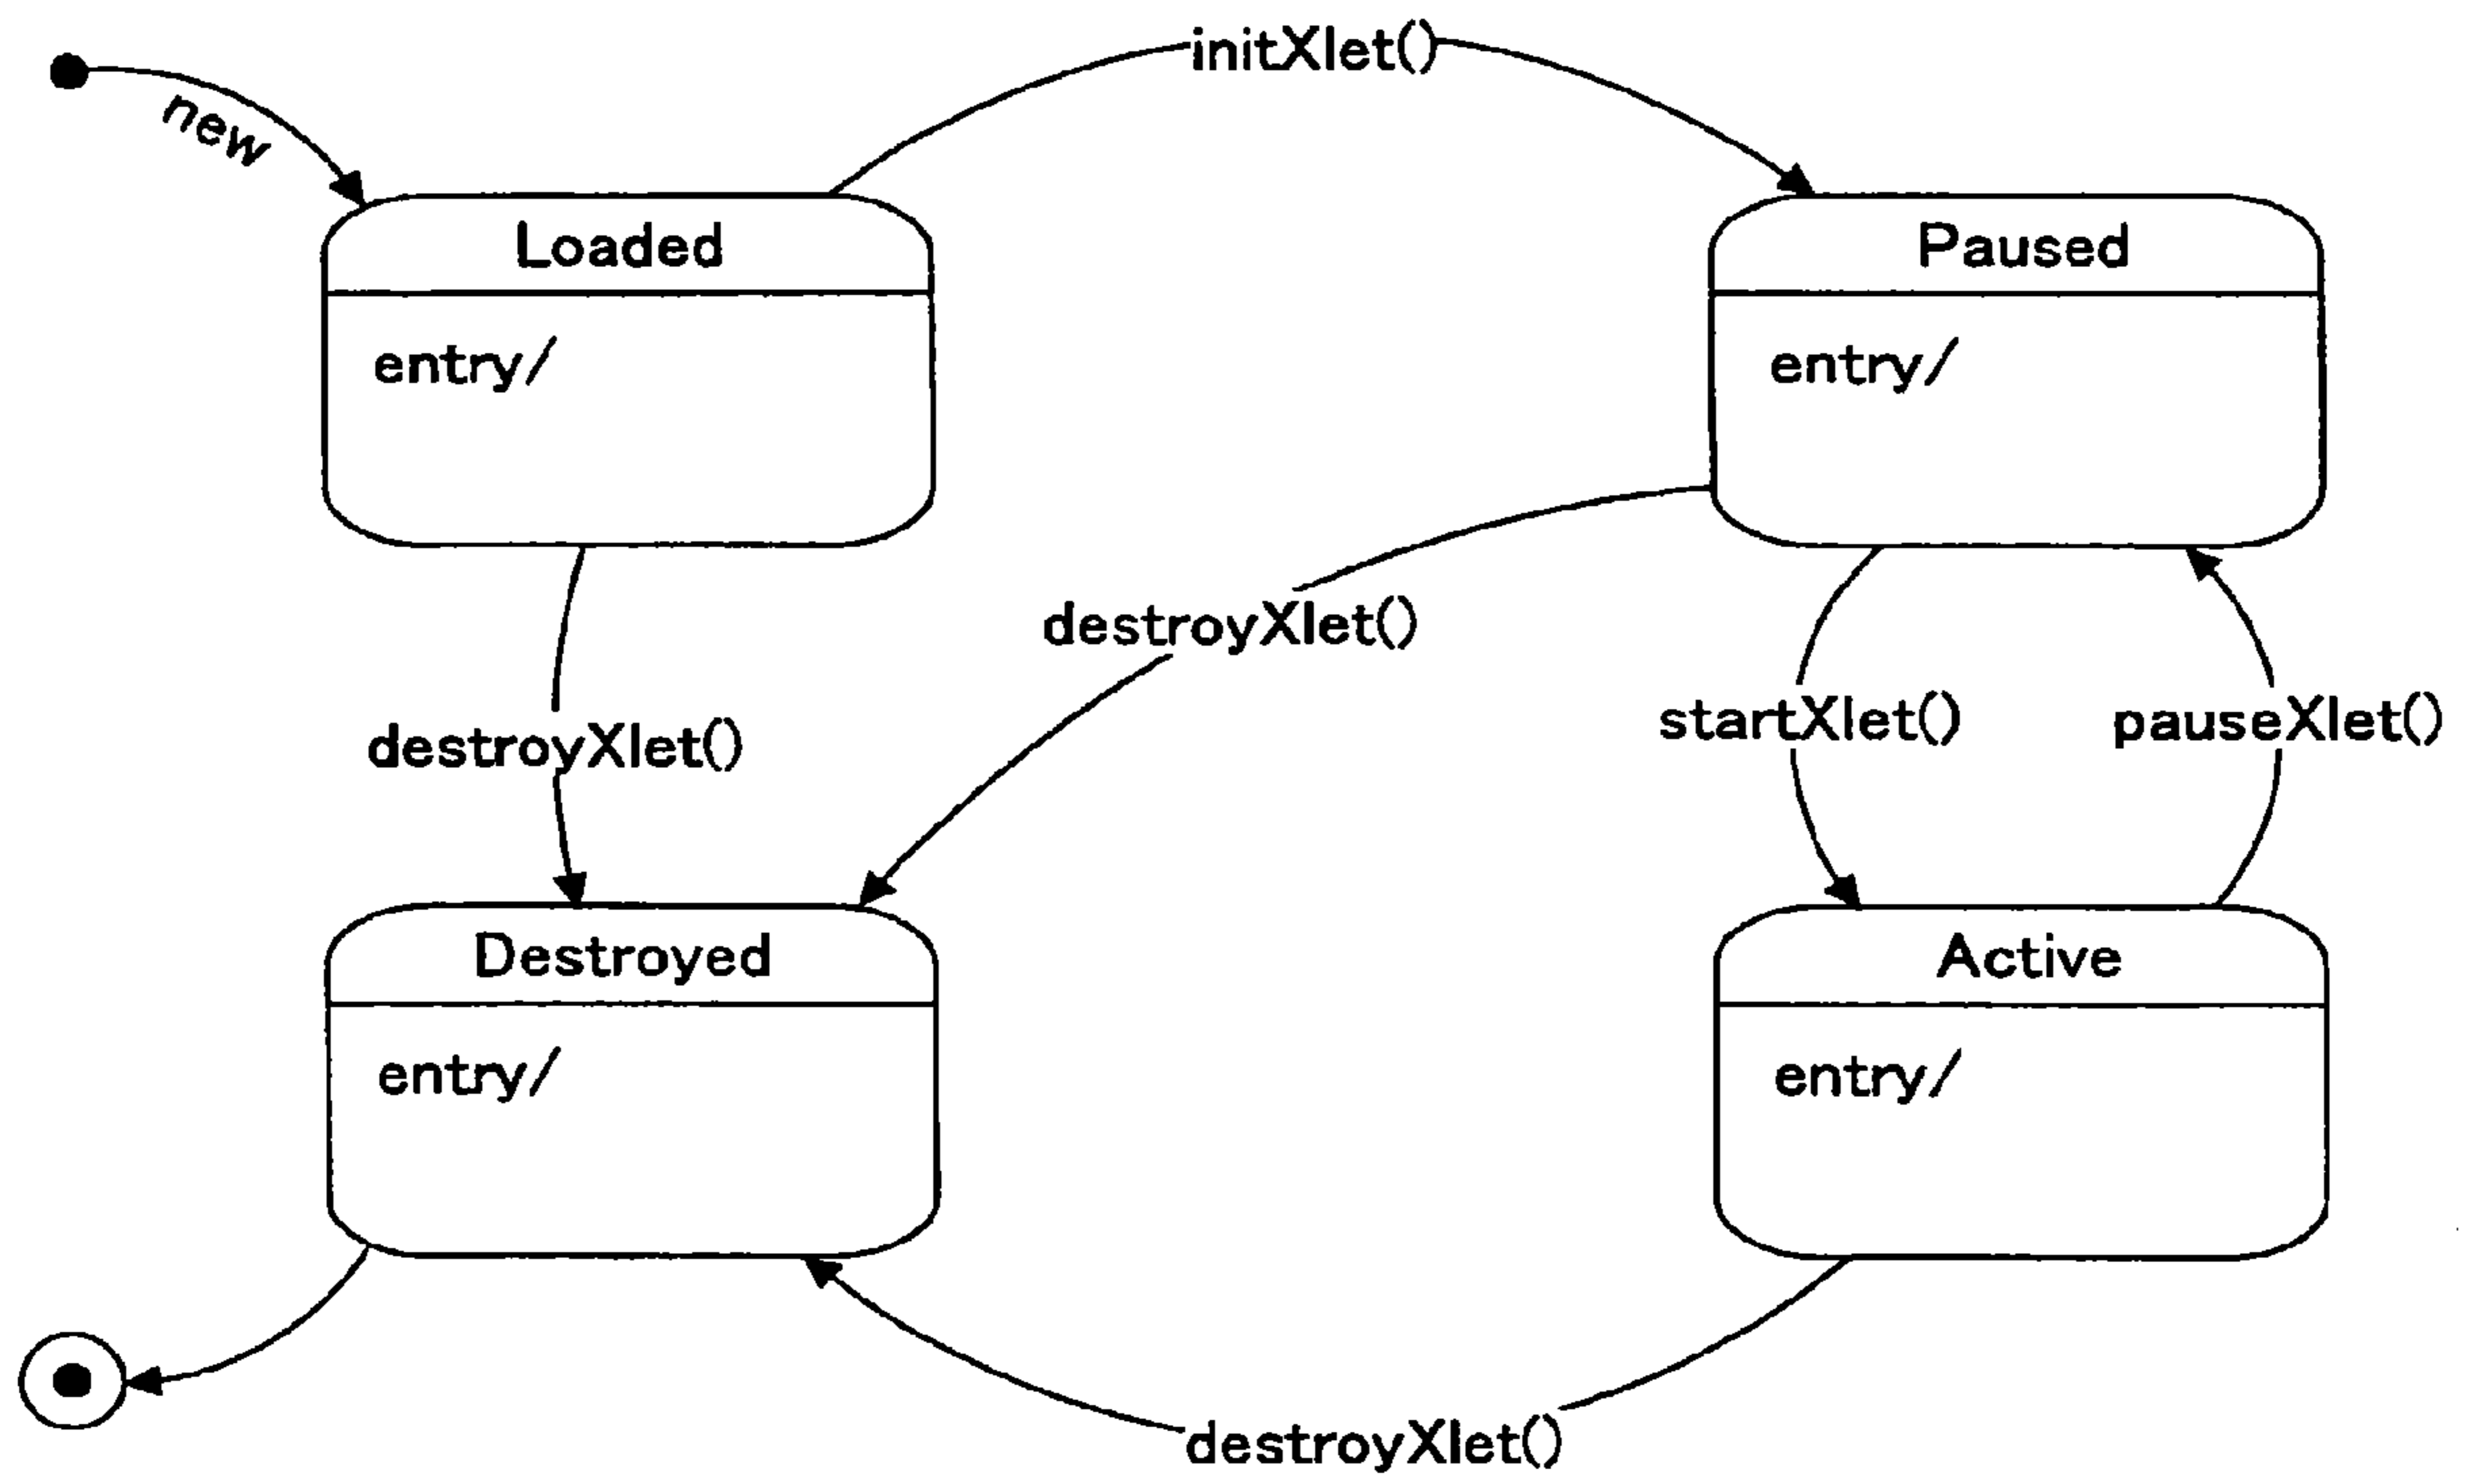 initXlet()
new
Loaded
Paused
entry/
entry/
destroyXlet()
destroyXlet()
startXlet()
pauseXlet()
Destroyed
Active
entry/
entry/
destroyXlet()